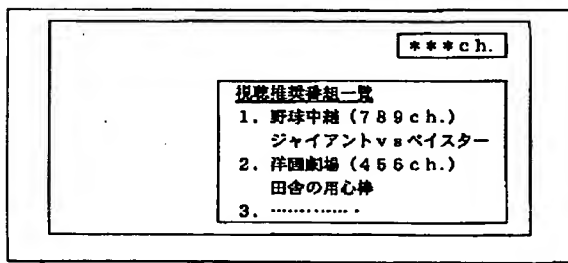 ***ch.
視聴推奨番組一覧
1. 野球中継(789ch.)
ジャイアントvsベイスター
2. 洋画劇場(456ch.)
田舎の用心棒
3. ‥‥‥‥‥‥